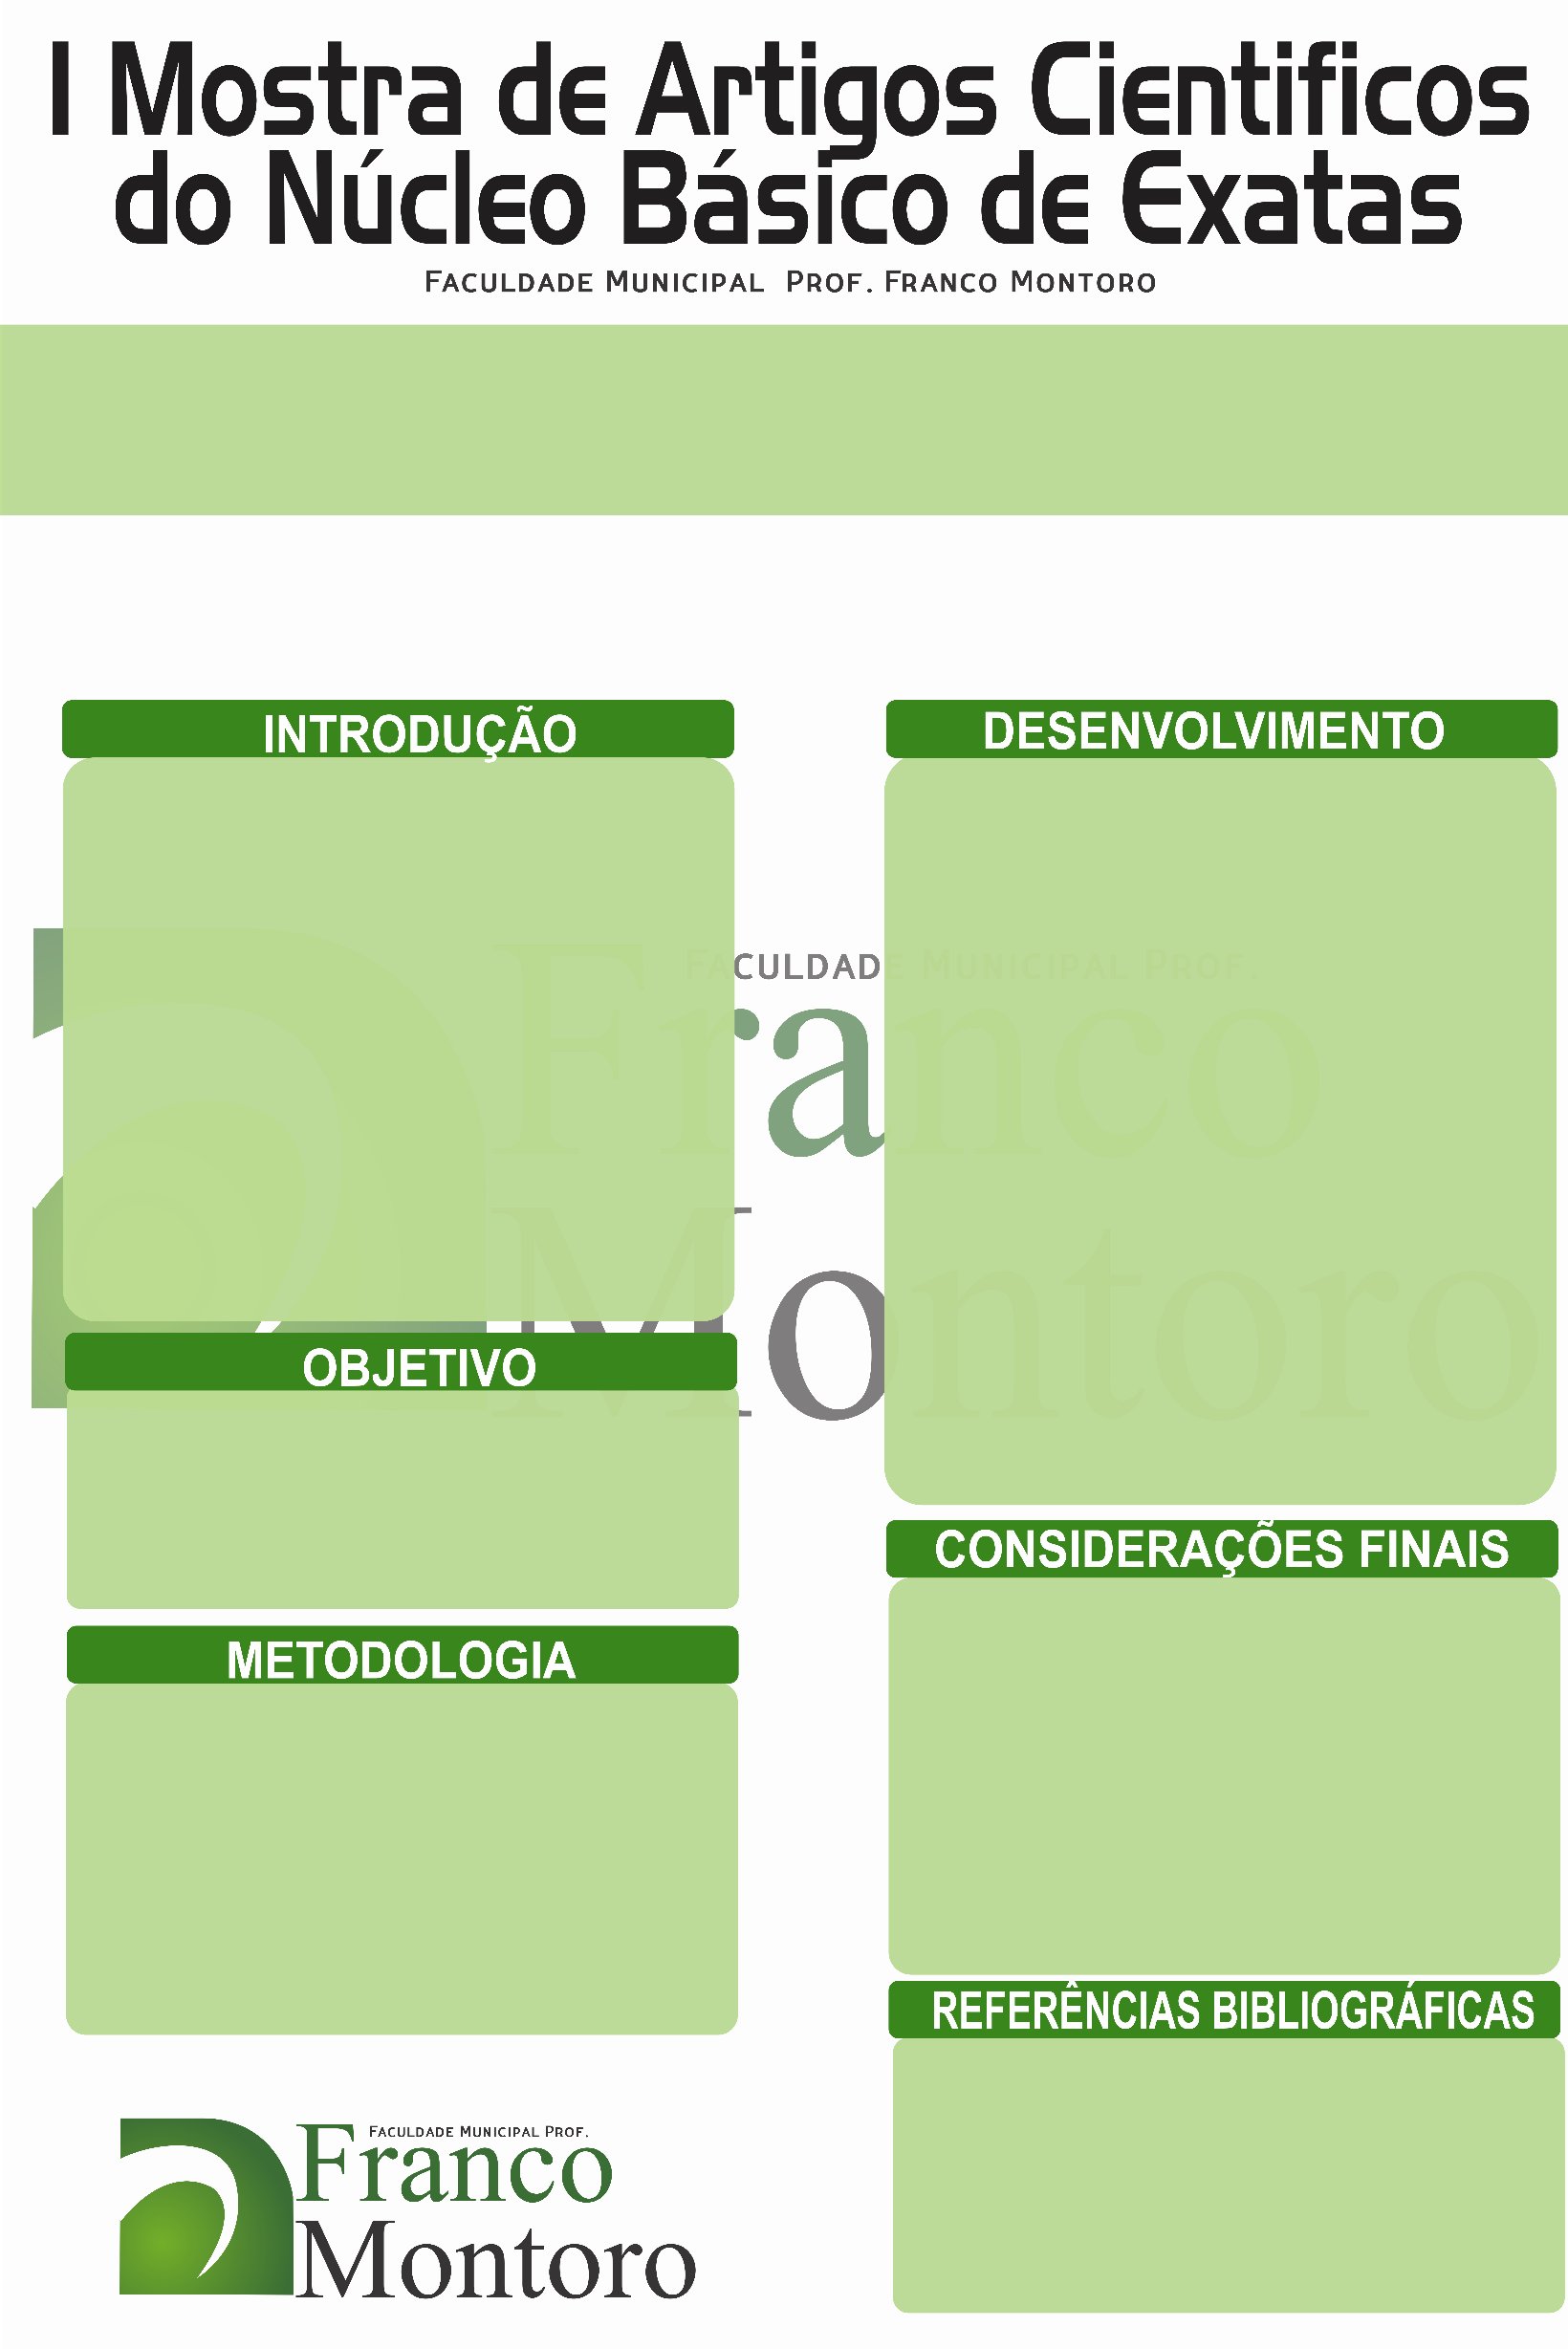 I Mostra de Artigos Cientificos
do Núcleo Básico de Exatas
Faculdade Municipal Prof. Franco Montoro
INTRODUÇÃO
OBJETIVO
METODOLOGIA
DESENVOLVIMENTO
CONSIDERAÇÕES FINAIS
REFERÊNCIAS BIBLIOGRÁFICAS
Faculdade Municipal Prof.
Franco
Montoro
Faculdade Municipal Prof.
Franco
Montoro